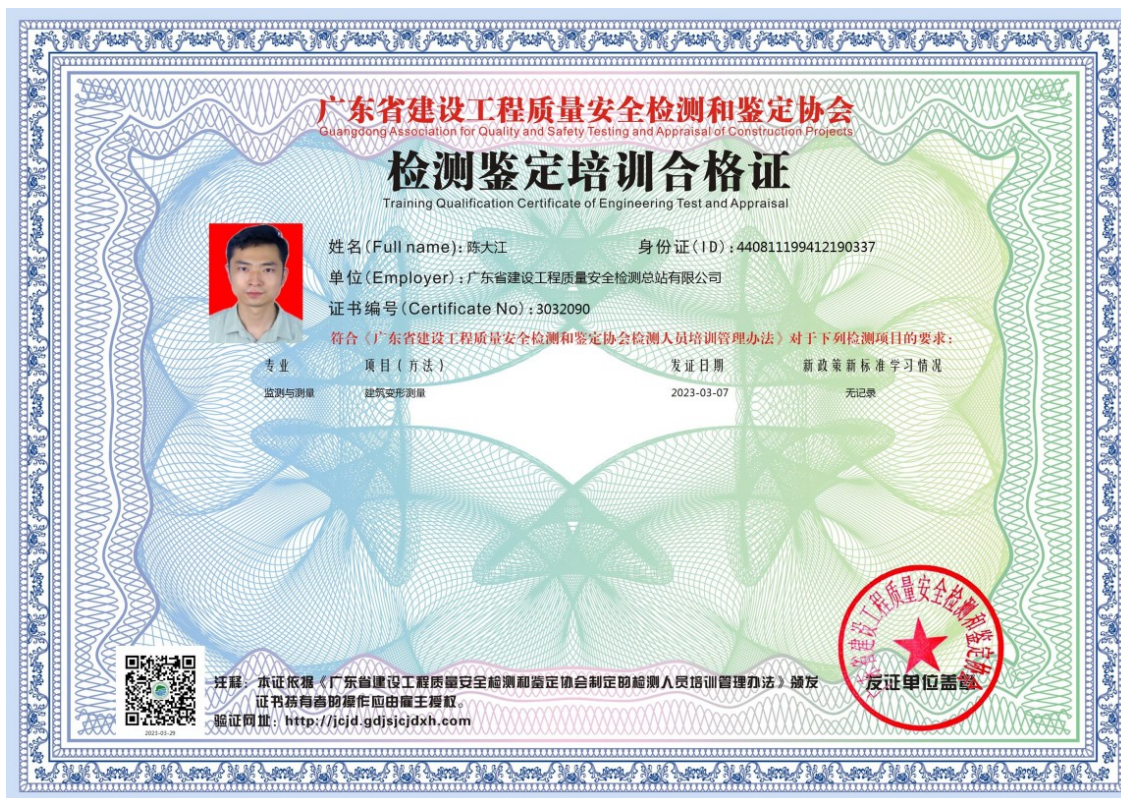 广东省建设工程质量安全检测和鉴定协会
Guangdong Association for Quality and Safety Testing and Appraisal of Construction Projects
检测鉴定培训合格证
Training Qualification Certificate of Engineering Test and Appraisal
姓名(Full name): 陈大江 身份证(ID): 440811199412190337
单位(Employer): 广东省建设工程质量安全检测总站有限公司
证书编号(Certificate No): 3032090
符合《广东省建设工程质量安全检测和鉴定协会检测人员培训管理办法》对于下列检测项目的要求:
专业 项目(方法) 发证日期 新政策新标准学习情况
监测与测量 建筑变形测量 2023-03-07 无记录
广东省建设工程质量安全检测和鉴定协会
发证单位盖章
注释: 本证依据《广东省建设工程质量安全检测和鉴定协会制定的检测人员培训管理办法》颁发
证书持有者的操作应由雇主授权。
验证网址: http://jcjd.gdjsjcjdxh.com
2023-03-29